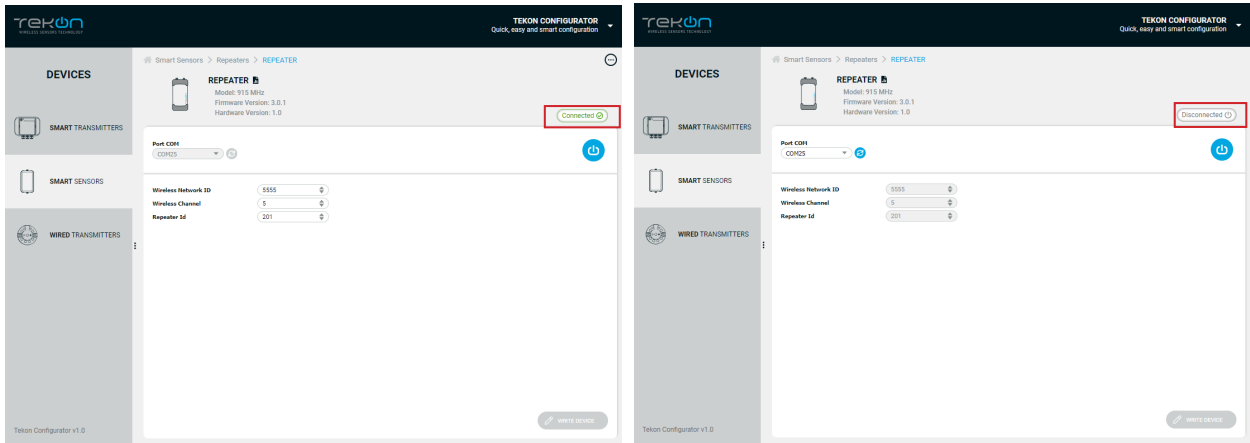 TEKON
WIRELESS SENSORS TECHNOLOGY
TEKON CONFIGURATOR
Quick, easy and smart configuration
DEVICES
SMART TRANSMITTERS
SMART SENSORS
WIRED TRANSMITTERS
Tekon Configurator v1.0
Smart Sensors > Repeaters > REPEATER
REPEATER
Model: 915 MHz
Firmware Version: 3.0.1
Hardware Version: 1.0
Connected
Port COM
COM25
Wireless Network ID 5555
Wireless Channel 5
Repeater Id 201
WRITE DEVICE
TEKON
WIRELESS SENSORS TECHNOLOGY
TEKON CONFIGURATOR
Quick, easy and smart configuration
DEVICES
SMART TRANSMITTERS
SMART SENSORS
WIRED TRANSMITTERS
Tekon Configurator v1.0
Smart Sensors > Repeaters > REPEATER
REPEATER
Model: 915 MHz
Firmware Version: 3.0.1
Hardware Version: 1.0
Disconnected
Port COM
COM25
Wireless Network ID 5555
Wireless Channel 5
Repeater Id 201
WRITE DEVICE